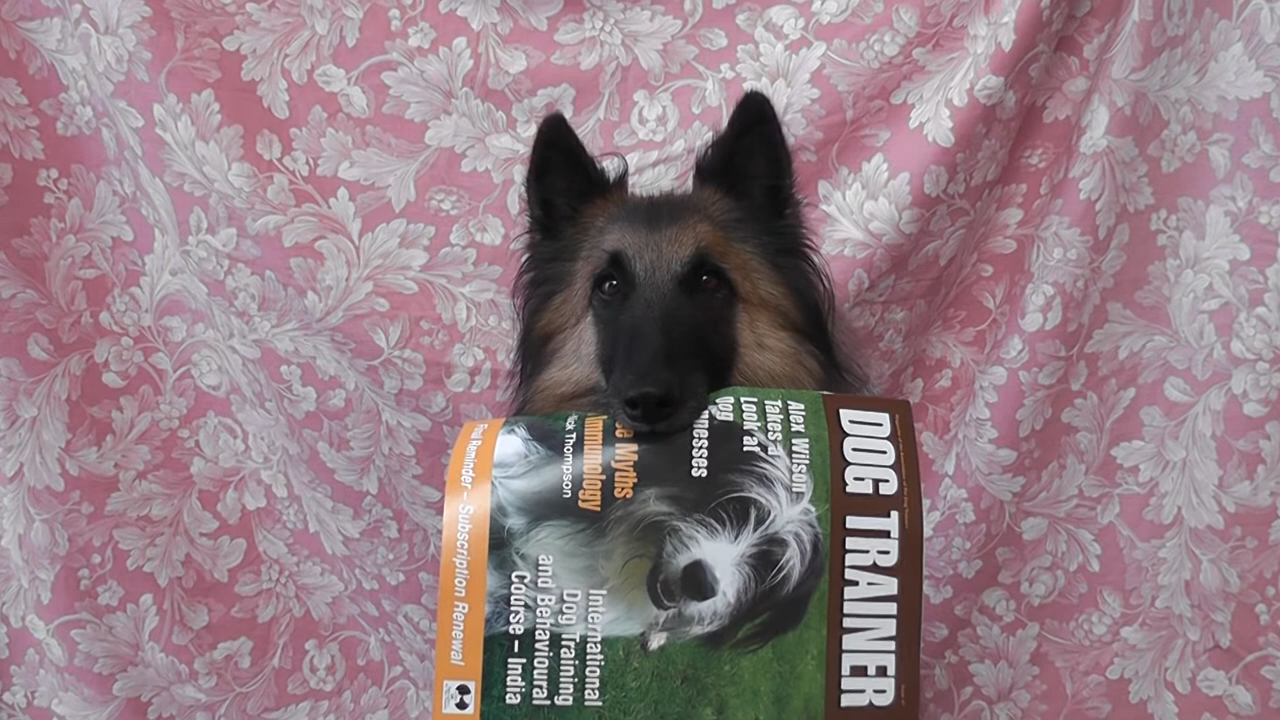 DOG TRAINER
Alex Wilson
Takes a
Look at
Dog
Myths
Immunology
Thompson
International
Dog Training
and Behavioural
Course – India
Final Reminder – Subscription Renewal